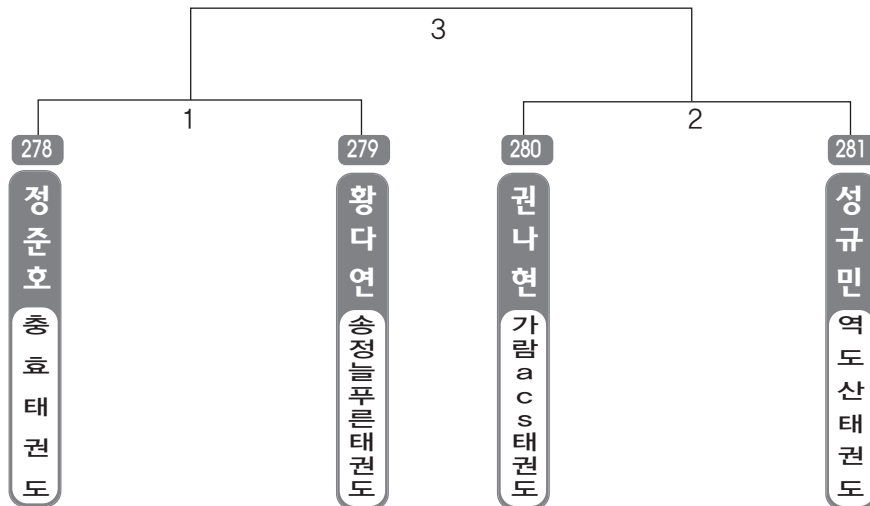 3
1
2
278
279
280
281
정준호
황다연
권나현
성규민
충효태권도
송정늘푸른태권도
가람acs태권도
역도산태권도